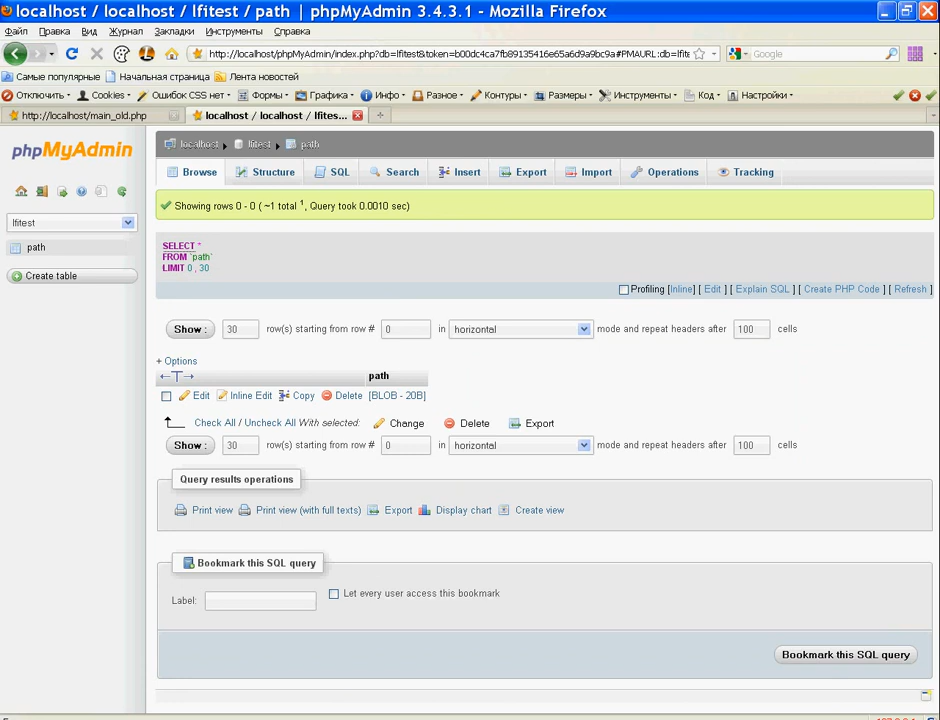 localhost / localhost / lfitest / path | phpMyAdmin 3.4.3.1 - Mozilla Firefox
Файл Правка Вид Журнал Закладки Инструменты Справка
http://localhost/phpMyAdmin/index.php?db=lfitest&token=b00dc4ca7fb89135416e65a6d9a9bc9a#PMAURL:db=lfite Google
Самые популярные Начальная страница Лента новостей
Отключить Cookies Ошибок CSS нет Формы Графика Инфо Разное Контуры Размеры Инструменты Код Настройки
http://localhost/main_old.php localhost / localhost / lfites...
phpMyAdmin
localhost lfitest path
Browse Structure SQL Search Insert Export Import Operations Tracking
Showing rows 0 - 0 ( ~1 total 1, Query took 0.0010 sec)
lfitest
path
Create table
SELECT *
FROM `path`
LIMIT 0 , 30
Profiling [Inline] [ Edit ] [ Explain SQL ] [ Create PHP Code ] [ Refresh ]
Show : 30 row(s) starting from row # 0 in horizontal mode and repeat headers after 100 cells
+ Options
←T→ path
Edit Inline Edit Copy Delete [BLOB - 20B]
Check All / Uncheck All With selected: Change Delete Export
Show : 30 row(s) starting from row # 0 in horizontal mode and repeat headers after 100 cells
Query results operations
Print view Print view (with full texts) Export Display chart Create view
Bookmark this SQL query
Label: Let every user access this bookmark
Bookmark this SQL query